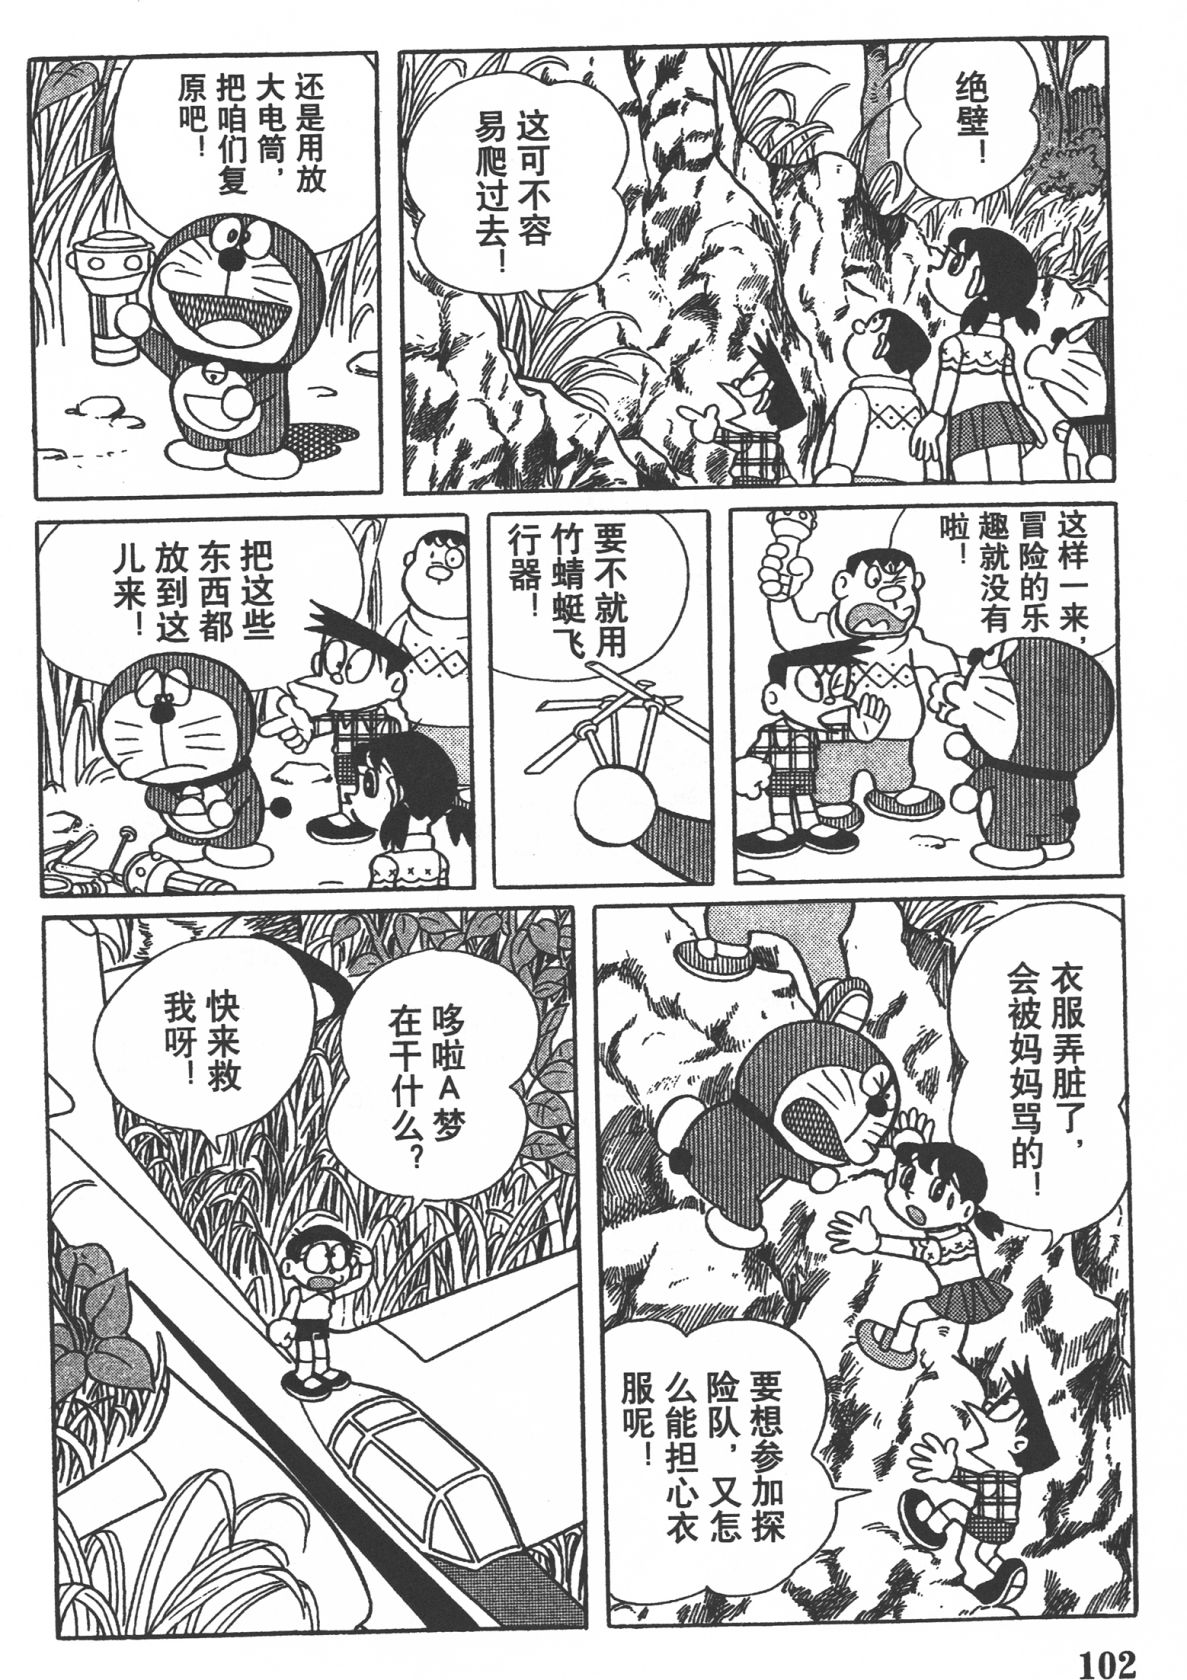 绝壁！
这可不容
易爬过去！
还是用放
大电筒，
把咱们复
原吧！
这样一来，
冒险的乐
趣就没有
啦！
要不就用
竹蜻蜓飞
行器！
把这些
东西都
放到这
儿来！
衣服弄脏了，
会被妈妈骂的！
要想参加探
险队，又怎
么能担心衣
服呢！
哆啦A梦
在干什么？
快来救
我呀！
102